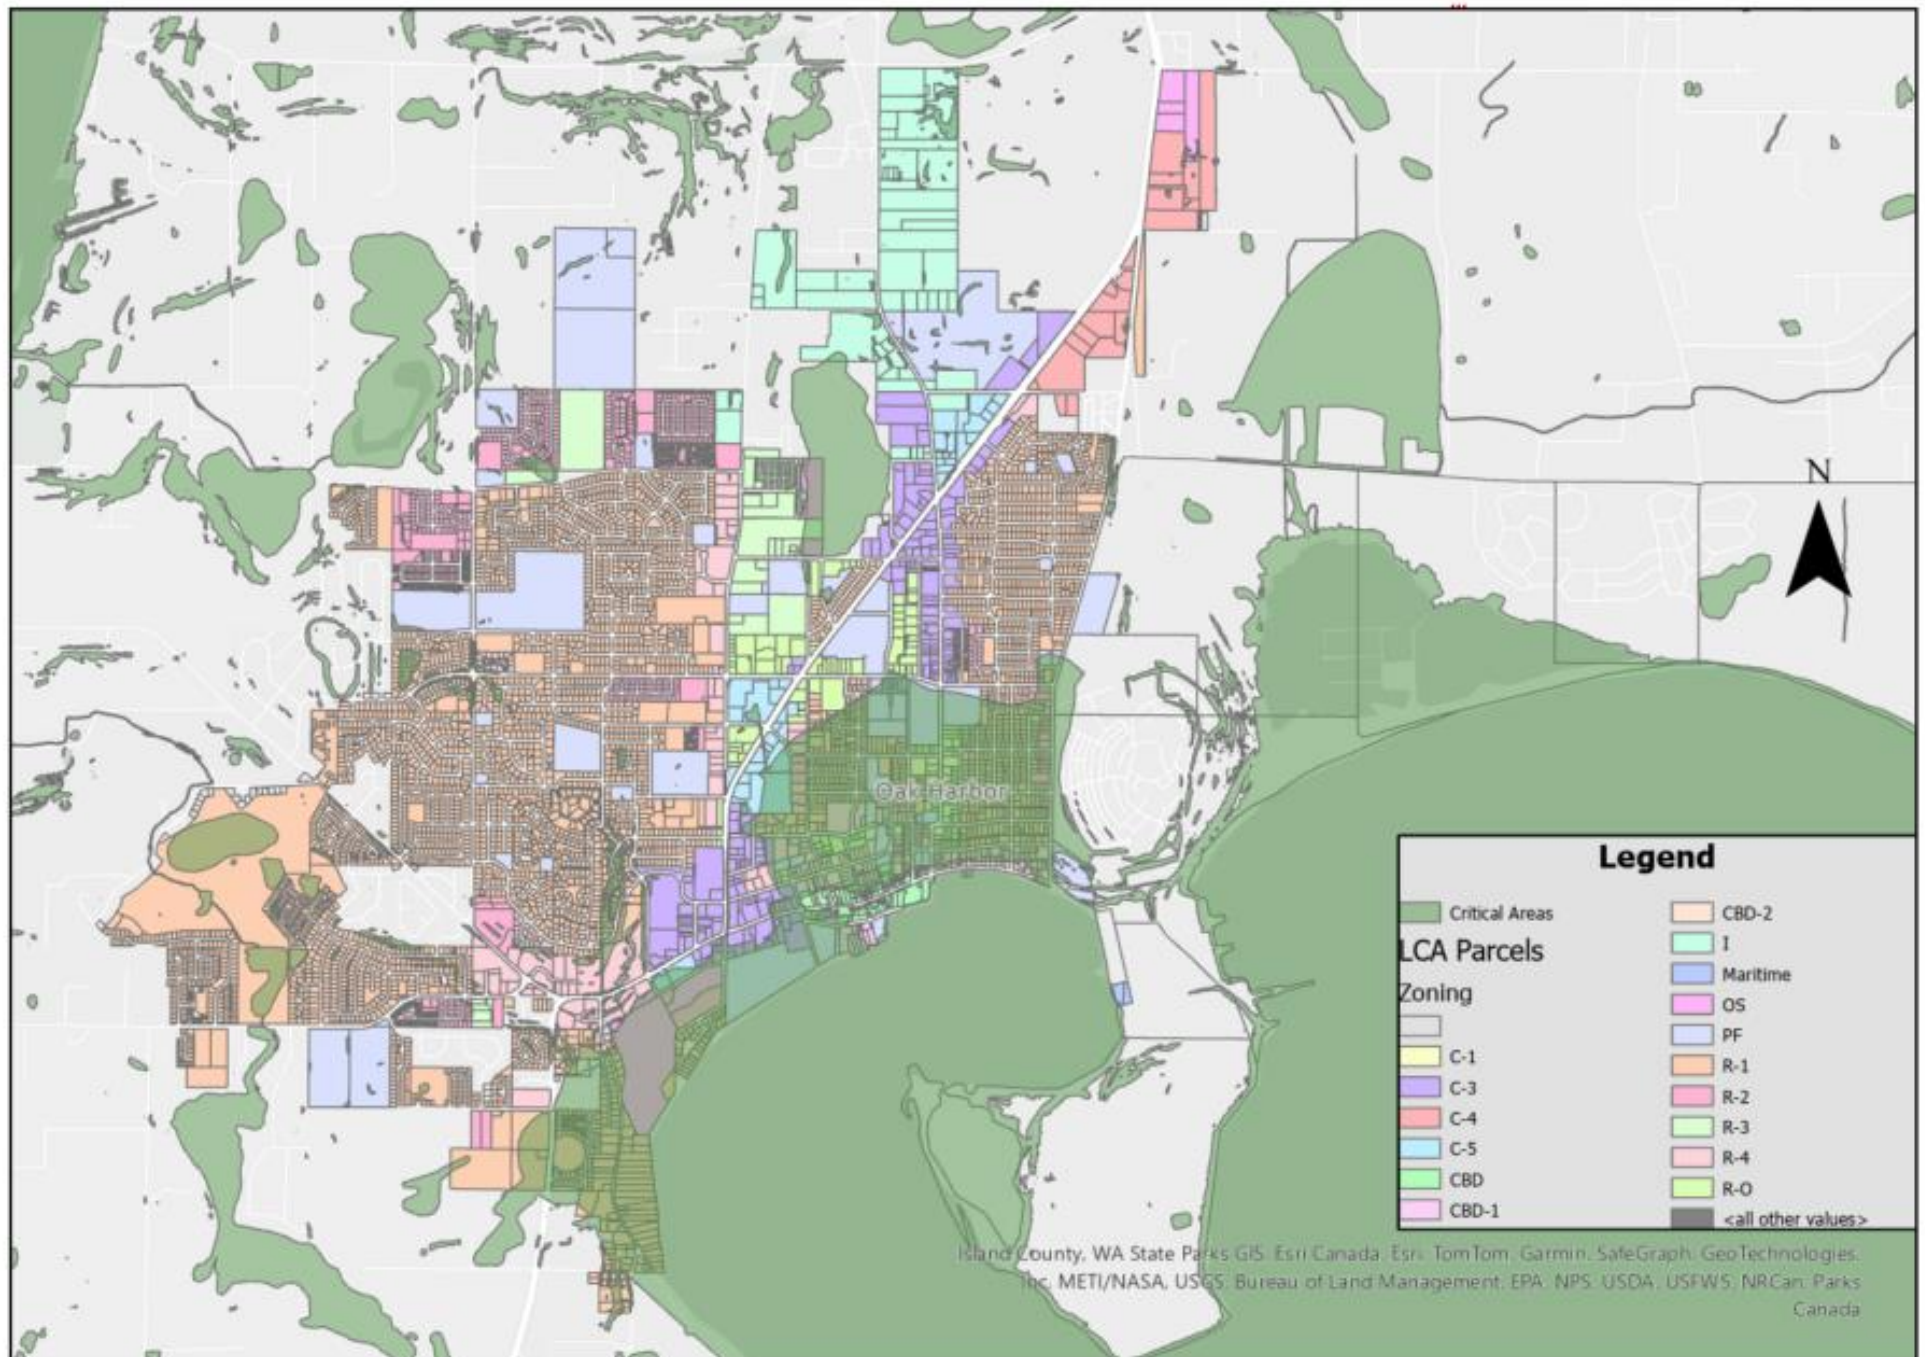 N
Oak Harbor
Legend
Critical Areas
LCA Parcels
Zoning
C-1
C-3
C-4
C-5
CBD
CBD-1
CBD-2
I
Maritime
OS
PF
R-1
R-2
R-3
R-4
R-O
<all other values>
Island County, WA State Parks GIS, Esri Canada, Esri, TomTom, Garmin, SafeGraph, GeoTechnologies,
Inc, METI/NASA, USGS, Bureau of Land Management, EPA, NPS, USDA, USFWS, NRCan, Parks
Canada